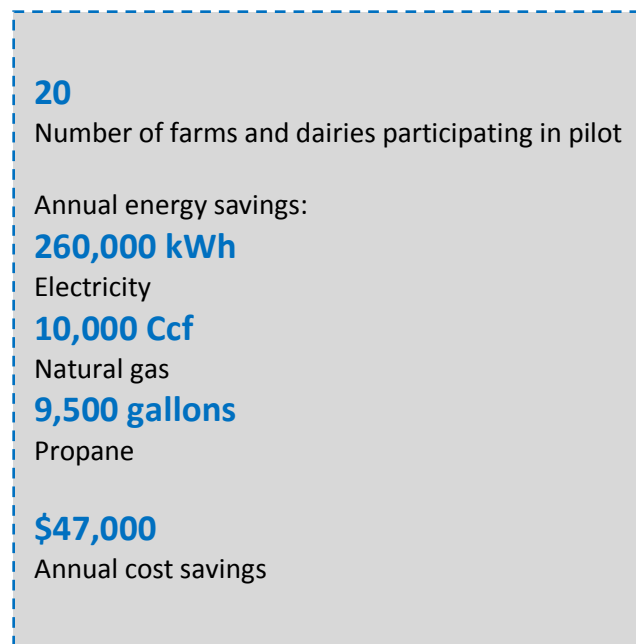 20
Number of farms and dairies participating in pilot
Annual energy savings:
260,000 kWh
Electricity
10,000 Ccf
Natural gas
9,500 gallons
Propane
$47,000
Annual cost savings